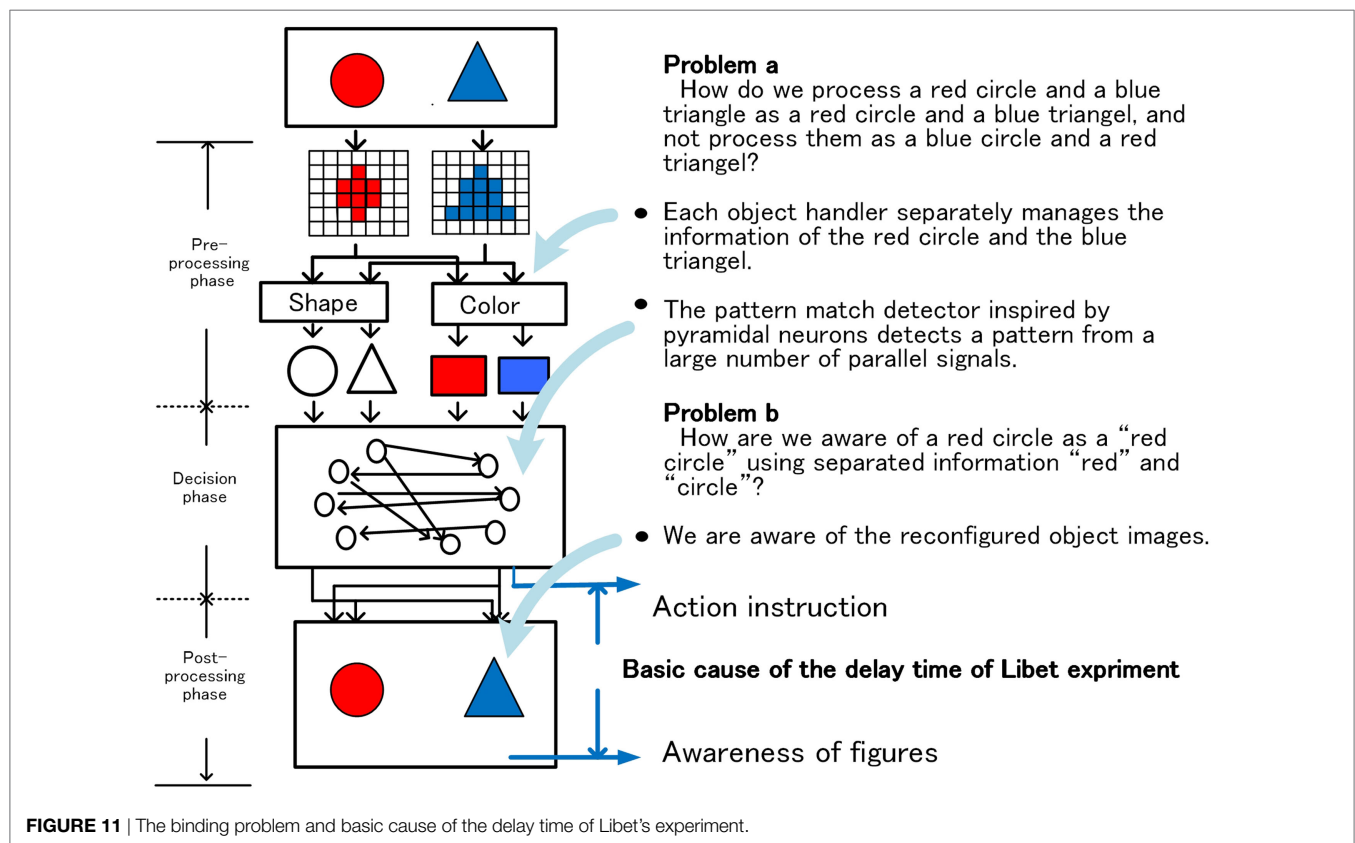 Problem a
How do we process a red circle and a blue
triangle as a red circle and a blue triangel, and
not process them as a blue circle and a red
triangel?
• Each object handler separately manages the
information of the red circle and the blue
triangel.
• The pattern match detector inspired by
pyramidal neurons detects a pattern from a
large number of parallel signals.
Problem b
How are we aware of a red circle as a “red
circle” using separated information “red” and
“circle”?
• We are aware of the reconfigured object images.
Pre-
processing
phase
Shape
Color
Decision
phase
Post-
processing
phase
Action instruction
Basic cause of the delay time of Libet expriment
Awareness of figures
FIGURE 11 | The binding problem and basic cause of the delay time of Libet’s experiment.